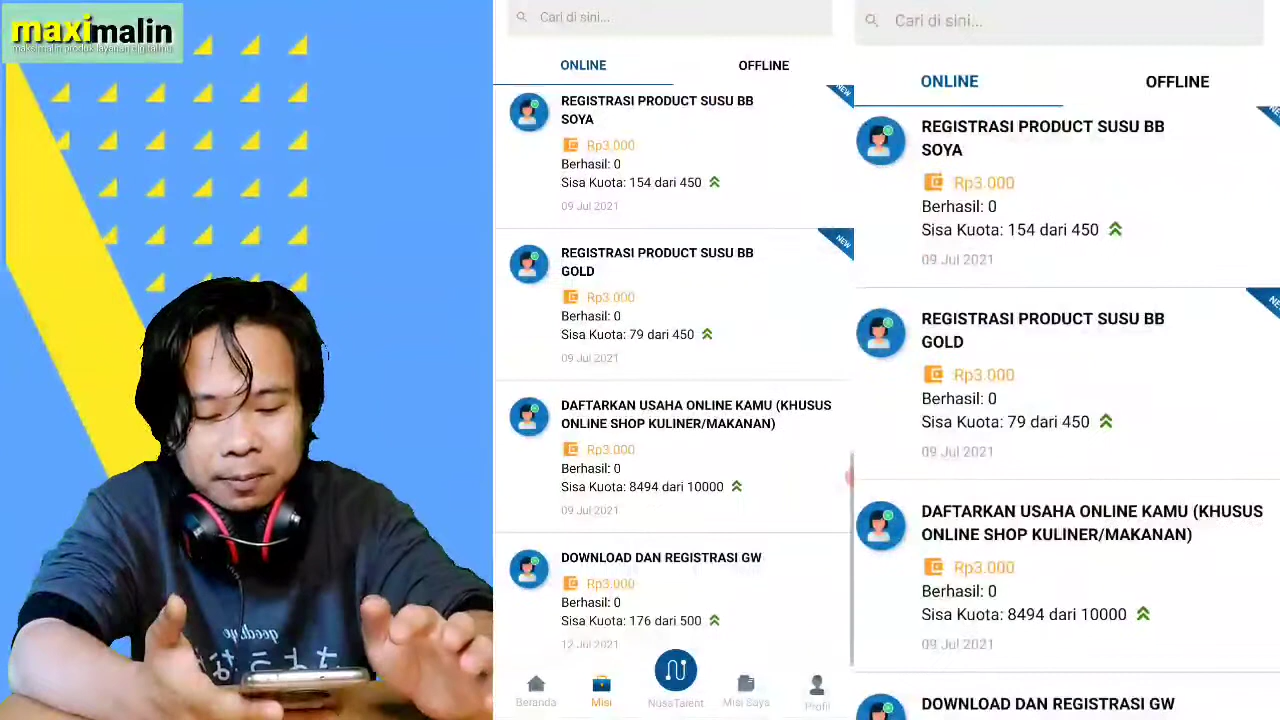 maximalin
maksimalin produk layanan digitalmu
Cari di sini...
ONLINE
OFFLINE
NEW
REGISTRASI PRODUCT SUSU BB
SOYA
Rp3.000
Berhasil: 0
Sisa Kuota: 154 dari 450
09 Jul 2021
NEW
REGISTRASI PRODUCT SUSU BB
GOLD
Rp3.000
Berhasil: 0
Sisa Kuota: 79 dari 450
09 Jul 2021
DAFTARKAN USAHA ONLINE KAMU (KHUSUS
ONLINE SHOP KULINER/MAKANAN)
Rp3.000
Berhasil: 0
Sisa Kuota: 8494 dari 10000
09 Jul 2021
DOWNLOAD DAN REGISTRASI GW
Rp3.000
Berhasil: 0
Sisa Kuota: 176 dari 500
12 Jul 2021
Beranda
Misi
NusaTalent
Misi Saya
Profil
Cari di sini...
ONLINE
OFFLINE
REGISTRASI PRODUCT SUSU BB
SOYA
Rp3.000
Berhasil: 0
Sisa Kuota: 154 dari 450
09 Jul 2021
REGISTRASI PRODUCT SUSU BB
GOLD
Rp3.000
Berhasil: 0
Sisa Kuota: 79 dari 450
09 Jul 2021
DAFTARKAN USAHA ONLINE KAMU (KHUSUS
ONLINE SHOP KULINER/MAKANAN)
Rp3.000
Berhasil: 0
Sisa Kuota: 8494 dari 10000
09 Jul 2021
DOWNLOAD DAN REGISTRASI GW
goodbye